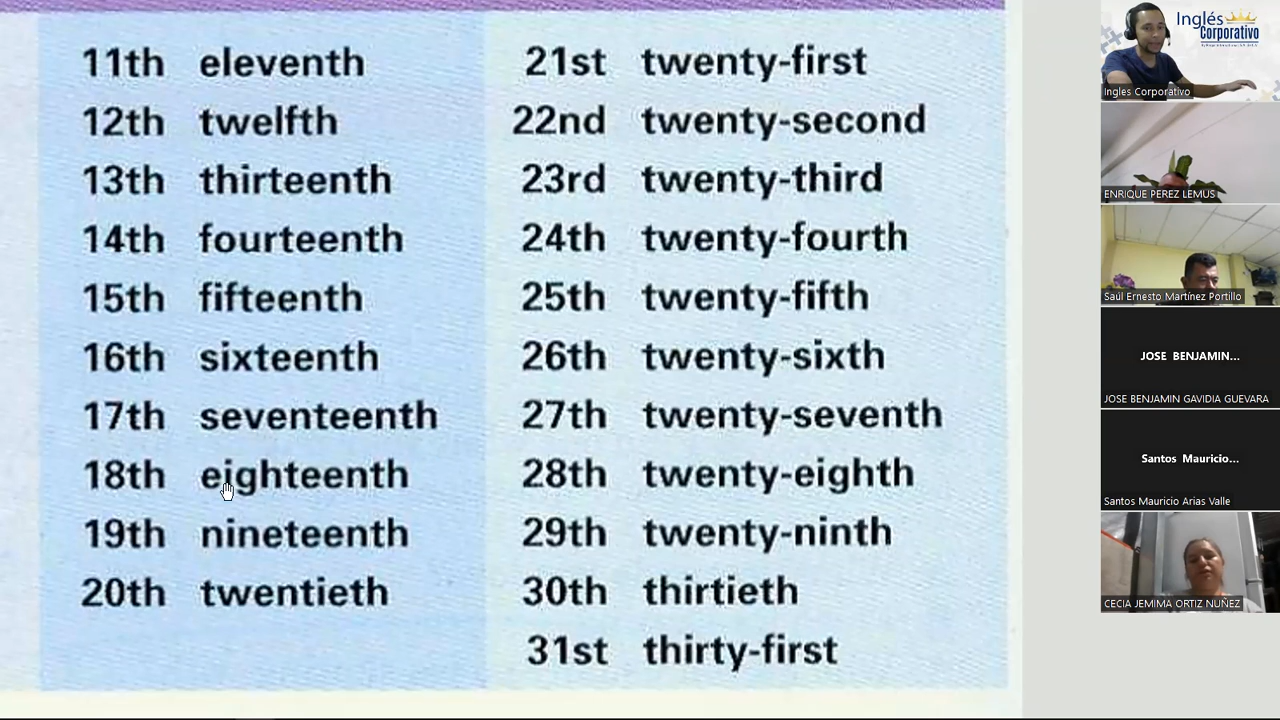 11th eleventh
12th twelfth
13th thirteenth
14th fourteenth
15th fifteenth
16th sixteenth
17th seventeenth
18th eighteenth
19th nineteenth
20th twentieth
21st twenty-first
22nd twenty-second
23rd twenty-third
24th twenty-fourth
25th twenty-fifth
26th twenty-sixth
27th twenty-seventh
28th twenty-eighth
29th twenty-ninth
30th thirtieth
31st thirty-first
Inglés
Corporativo
Ingles Corporativo
ENRIQUE PEREZ LEMUS
Saúl Ernesto Martínez Portillo
JOSE BENJAMIN...
JOSE BENJAMIN GAVIDIA GUEVARA
Santos Mauricio...
Santos Mauricio Arias Valle
CECIA JEMIMA ORTIZ NUÑEZ